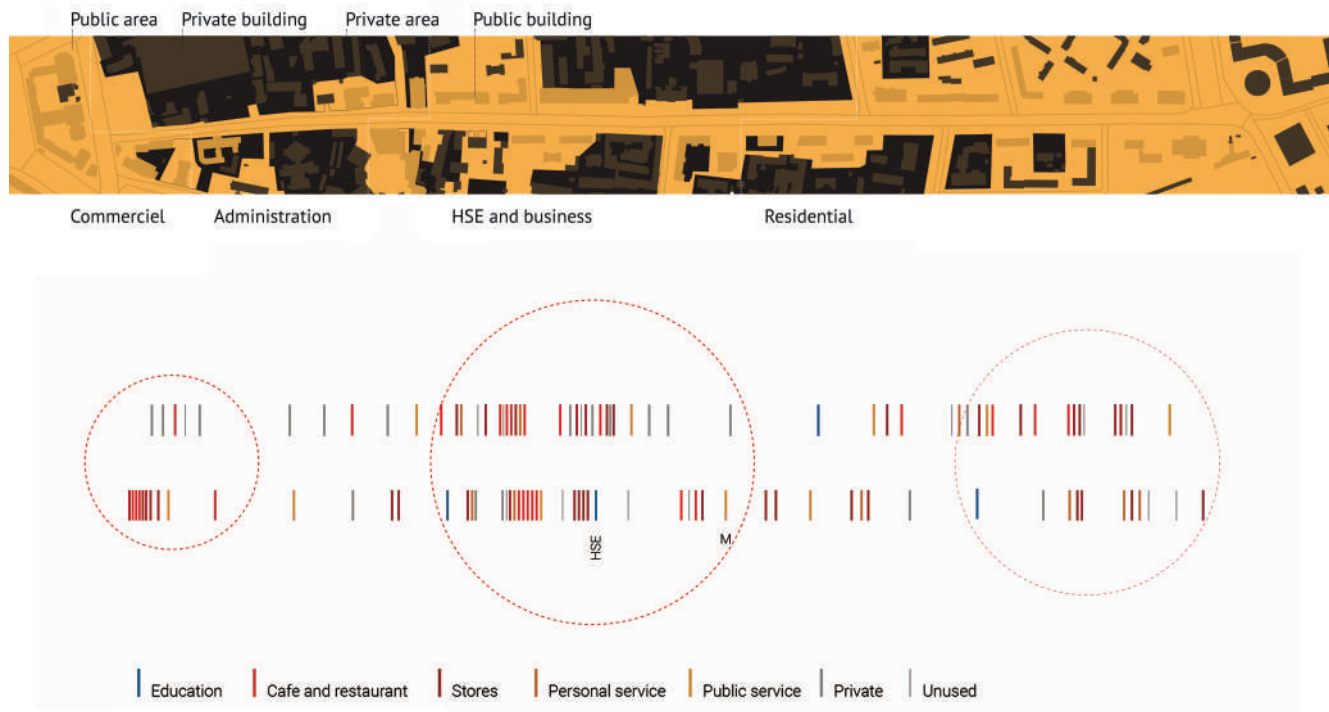 Public area Private building Private area Public building
Commerciel Administration HSE and business Residential
HSE M
Education Cafe and restaurant Stores Personal service Public service Private Unused